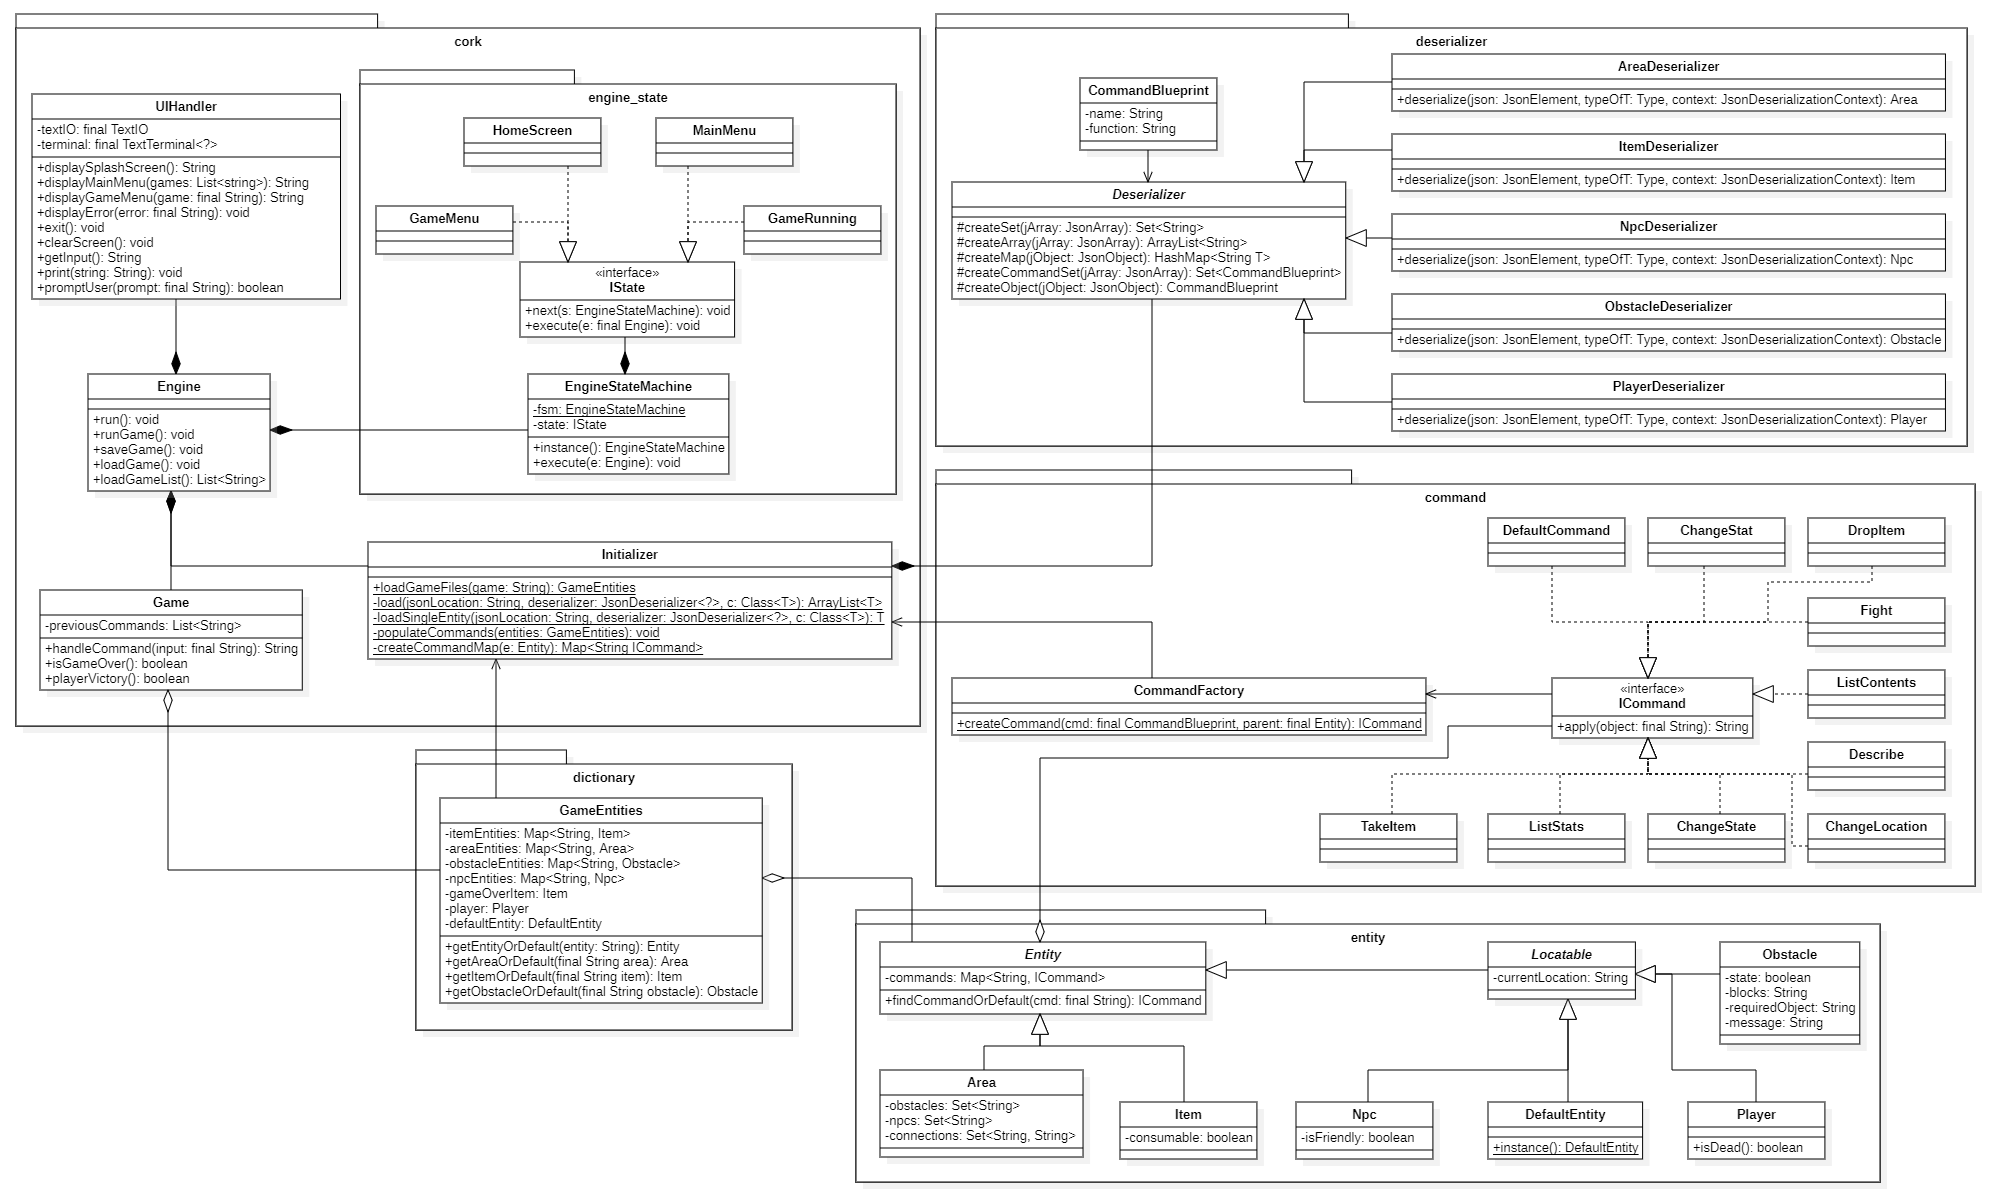 cork
UIHandler
-textIO: final TextIO
-terminal: final TextTerminal<?>
+displaySplashScreen(): String
+displayMainMenu(games: List<string>): String
+displayGameMenu(game: final String): String
+displayError(error: final String): void
+exit(): void
+clearScreen(): void
+getInput(): String
+print(string: String): void
+promptUser(prompt: final String): boolean
engine_state
HomeScreen
MainMenu
GameMenu
GameRunning
«interface»
IState
+next(s: EngineStateMachine): void
+execute(e: final Engine): void
Engine
+run(): void
+runGame(): void
+saveGame(): void
+loadGame(): void
+loadGameList(): List<String>
EngineStateMachine
-fsm: EngineStateMachine
-state: IState
+instance(): EngineStateMachine
+execute(e: Engine): void
Initializer
+loadGameFiles(game: String): GameEntities
-load(jsonLocation: String, deserializer: JsonDeserializer<?>, c: Class<T>): ArrayList<T>
-loadSingleEntity(jsonLocation: String, deserializer: JsonDeserializer<?>, c: Class<T>): T
-populateCommands(entities: GameEntities): void
-createCommandMap(e: Entity): Map<String ICommand>
Game
-previousCommands: List<String>
+handleCommand(input: final String): String
+isGameOver(): boolean
+playerVictory(): boolean
deserializer
CommandBlueprint
-name: String
-function: String
Deserializer
#createSet(jArray: JsonArray): Set<String>
#createArray(jArray: JsonArray): ArrayList<String>
#createMap(jObject: JsonObject): HashMap<String T>
#createCommandSet(jArray: JsonArray): Set<CommandBlueprint>
#createObject(jObject: JsonObject): CommandBlueprint
AreaDeserializer
+deserialize(json: JsonElement, typeOfT: Type, context: JsonDeserializationContext): Area
ItemDeserializer
+deserialize(json: JsonElement, typeOfT: Type, context: JsonDeserializationContext): Item
NpcDeserializer
+deserialize(json: JsonElement, typeOfT: Type, context: JsonDeserializationContext): Npc
ObstacleDeserializer
+deserialize(json: JsonElement, typeOfT: Type, context: JsonDeserializationContext): Obstacle
PlayerDeserializer
+deserialize(json: JsonElement, typeOfT: Type, context: JsonDeserializationContext): Player
command
DefaultCommand
ChangeStat
DropItem
Fight
CommandFactory
+createCommand(cmd: final CommandBlueprint, parent: final Entity): ICommand
«interface»
ICommand
+apply(object: final String): String
ListContents
Describe
TakeItem
ListStats
ChangeState
ChangeLocation
dictionary
GameEntities
-itemEntities: Map<String, Item>
-areaEntities: Map<String, Area>
-obstacleEntities: Map<String, Obstacle>
-npcEntities: Map<String, Npc>
-gameOverItem: Item
-player: Player
-defaultEntity: DefaultEntity
+getEntityOrDefault(entity: String): Entity
+getAreaOrDefault(final String area): Area
+getItemOrDefault(final String item): Item
+getObstacleOrDefault(final String obstacle): Obstacle
entity
Entity
-commands: Map<String, ICommand>
+findCommandOrDefault(cmd: final String): ICommand
Locatable
-currentLocation: String
Obstacle
-state: boolean
-blocks: String
-requiredObject: String
-message: String
Area
-obstacles: Set<String>
-npcs: Set<String>
-connections: Set<String, String>
Item
-consumable: boolean
Npc
-isFriendly: boolean
DefaultEntity
+instance(): DefaultEntity
Player
+isDead(): boolean